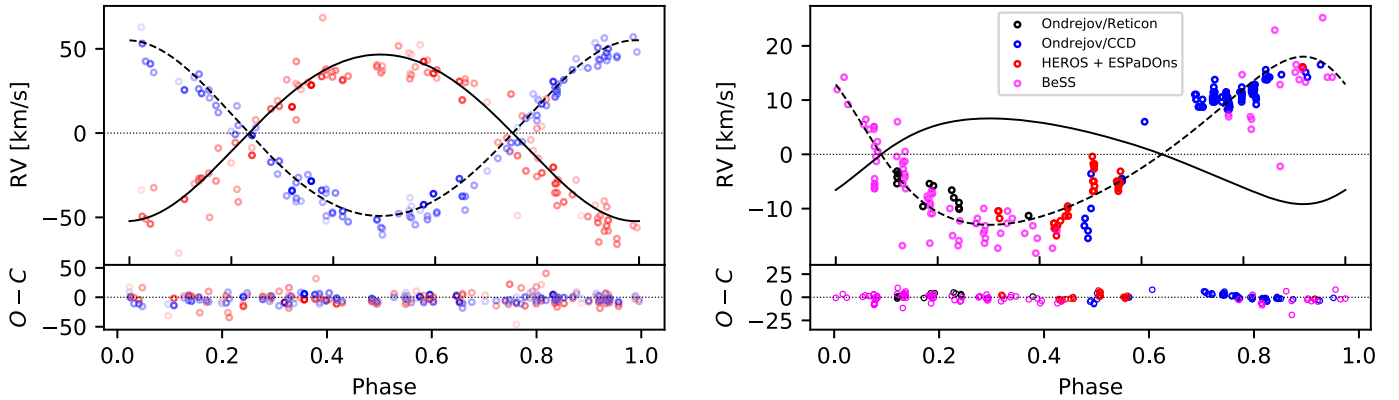 RV [km/s]
50
0
−50
O − C
50
0
−50
0.0 0.2 0.4 0.6 0.8 1.0
Phase
RV [km/s]
20
10
0
−10
Ondrejov/Reticon
Ondrejov/CCD
HEROS + ESPaDOns
BeSS
O − C
25
0
−25
0.0 0.2 0.4 0.6 0.8 1.0
Phase